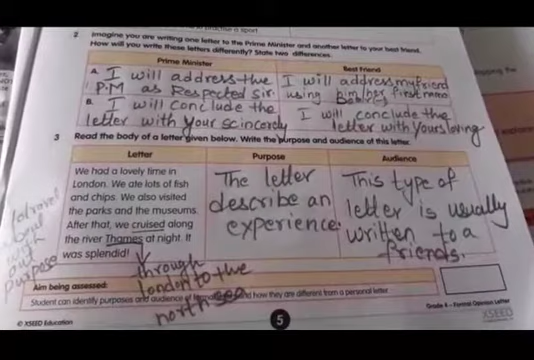 2 Imagine you are writing one letter to the Prime Minister and another letter to your best friend.
How will you write these letters differently? State two differences.
Prime Minister
Best Friend
A. I will address the
P.M as Respected Sir.
I will address my friend
using him/her first name
B. I will conclude the
letter with your scincerely
I will conclude the
letter with yours loving
3 Read the body of a letter given below. Write the purpose and audience of this letter.
Letter
Purpose
Audience
We had a lovely time in
London. We ate lots of fish
and chips. We also visited
the parks and the museums.
After that, we cruised along
the river Thames at night. It
was splendid!
The letter
describe an
experience.
This type of
letter is usually
written to a
friends.
through
london to the
north sea
purpose
Aim being assessed:
Student can identify purposes and audience of and how they are different from a personal letter.
Grade 4 – Formal Opinion Letter
© XSEED Education
5
XSEED